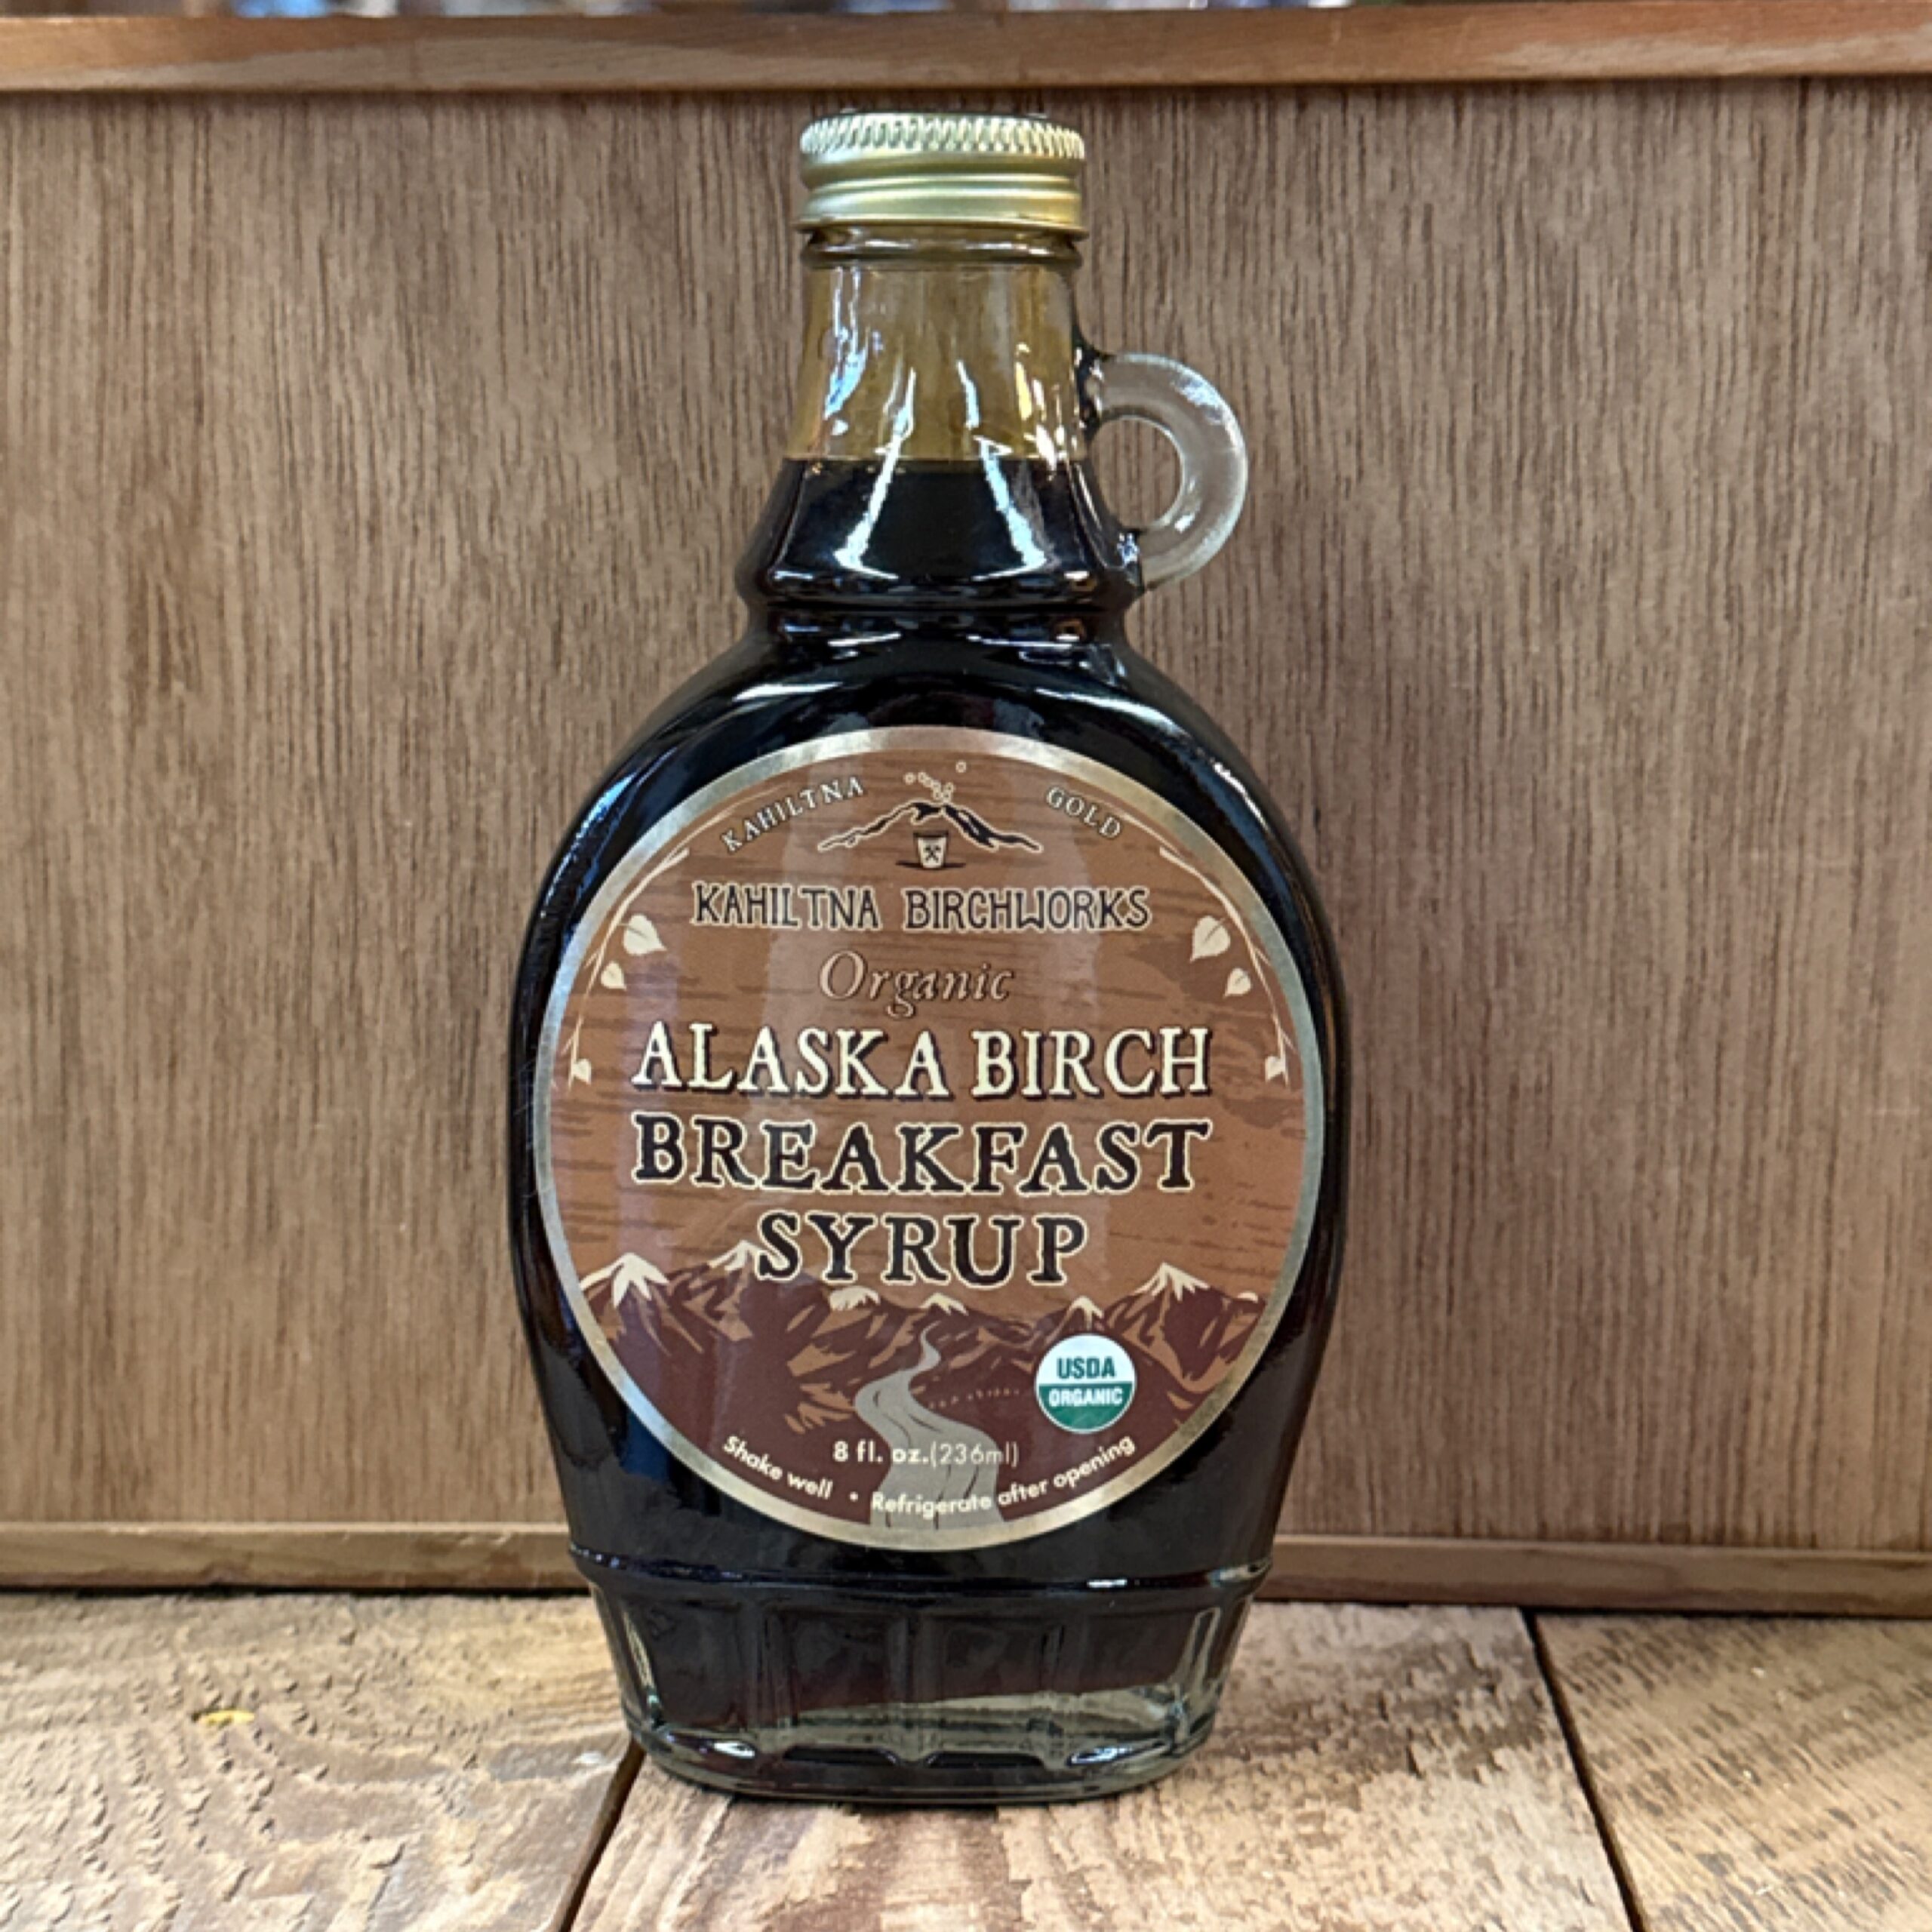 KAHILTNA GOLD
KAHILTNA BIRCHWORKS
Organic
ALASKA BIRCH
BREAKFAST
SYRUP
USDA
ORGANIC
8 fl. oz.(236ml)
Shake well • Refrigerate after opening